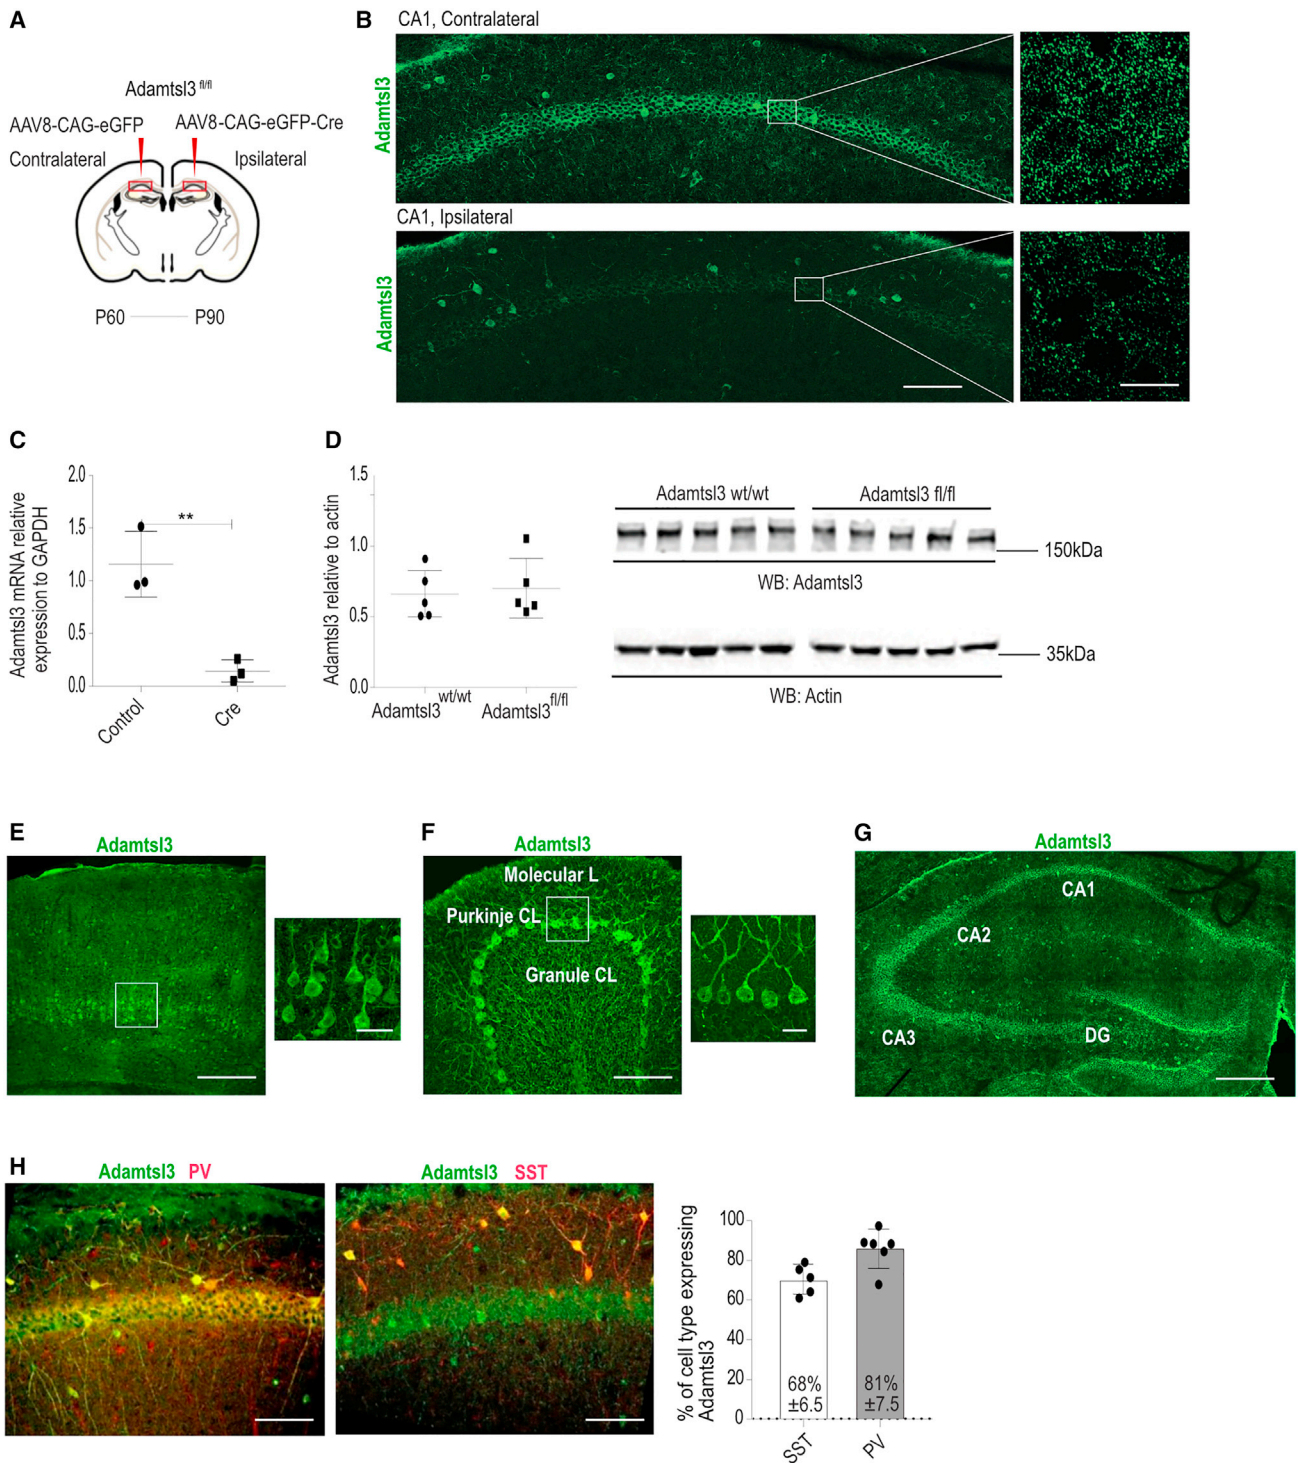 A
Adamtsl3 fl/fl
AAV8-CAG-eGFP
AAV8-CAG-eGFP-Cre
Contralateral
Ipsilateral
P60
P90
B
CA1, Contralateral
Adamtsl3
CA1, Ipsilateral
Adamtsl3
C
Adamtsl3 mRNA relative
expression to GAPDH
2.0
1.5
1.0
0.5
0.0
**
Control
Cre
D
Adamtsl3 relative to actin
1.5
1.0
0.5
0.0
Adamtsl3 wt/wt
Adamtsl3 fl/fl
Adamtsl3 wt/wt
Adamtsl3 fl/fl
150kDa
WB: Adamtsl3
35kDa
WB: Actin
E
Adamtsl3
F
Adamtsl3
Molecular L
Purkinje CL
Granule CL
G
Adamtsl3
CA1
CA2
CA3
DG
H
Adamtsl3 PV
Adamtsl3 SST
% of cell type expressing
Adamtsl3
100
80
60
40
20
0
68%
±6.5
81%
±7.5
SST
PV